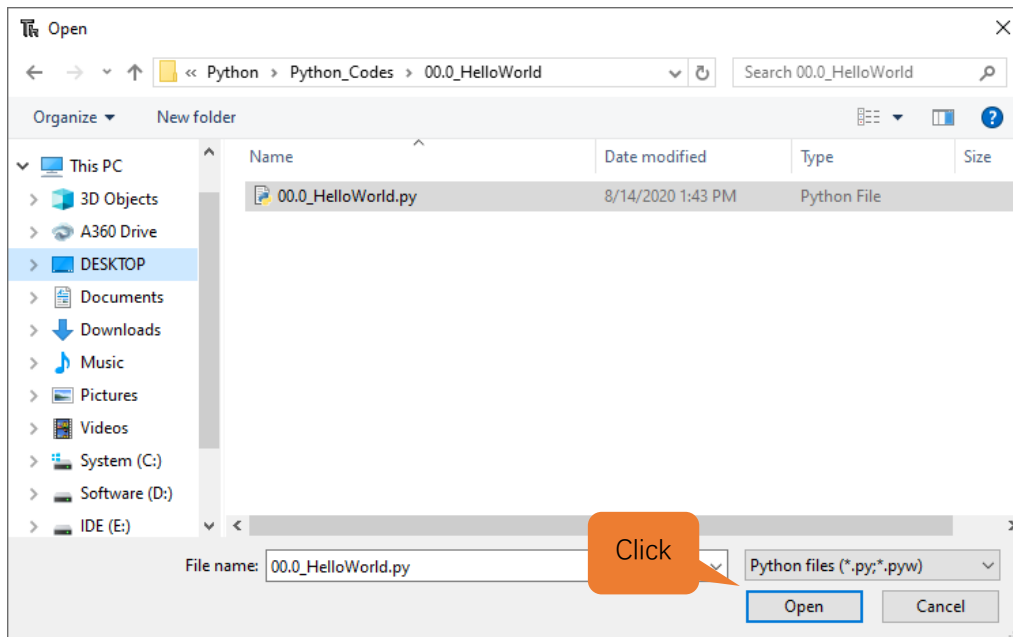 Open
« Python › Python_Codes › 00.0_HelloWorld
Search 00.0_HelloWorld
Organize
New folder
Name
Date modified
Type
Size
00.0_HelloWorld.py
8/14/2020 1:43 PM
Python File
This PC
3D Objects
A360 Drive
DESKTOP
Documents
Downloads
Music
Pictures
Videos
System (C:)
Software (D:)
IDE (E:)
File name:
00.0_HelloWorld.py
Click
Python files (*.py;*.pyw)
Open
Cancel